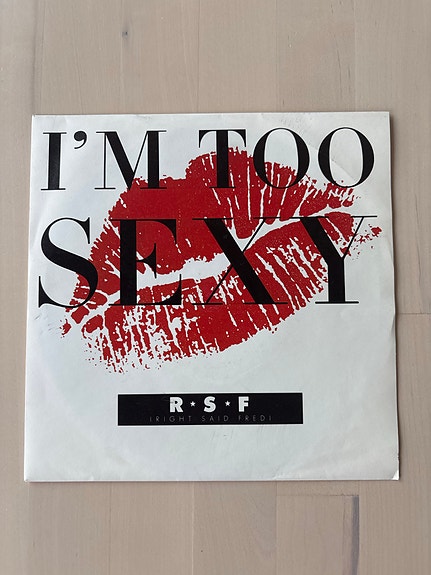 I'M TOO
SEXY
R★S★F
(RIGHT SAID FRED)